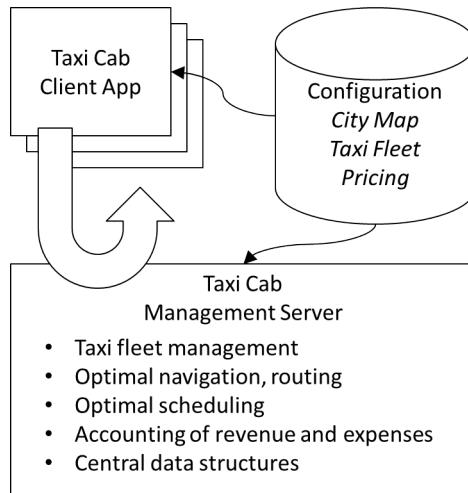 Taxi Cab
Client App
Configuration
City Map
Taxi Fleet
Pricing
Taxi Cab
Management Server
• Taxi fleet management
• Optimal navigation, routing
• Optimal scheduling
• Accounting of revenue and expenses
• Central data structures